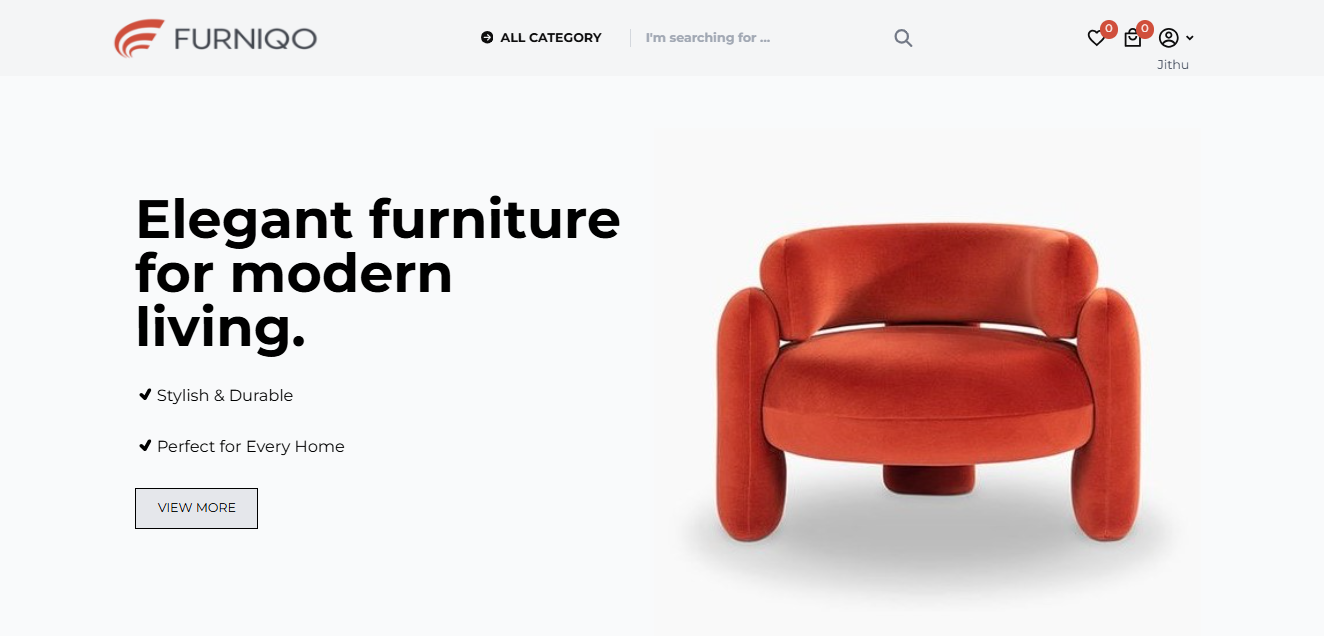 FURNIQO
ALL CATEGORY
I'm searching for ...
0
0
Jithu
Elegant furniture
for modern
living.
Stylish & Durable
Perfect for Every Home
VIEW MORE